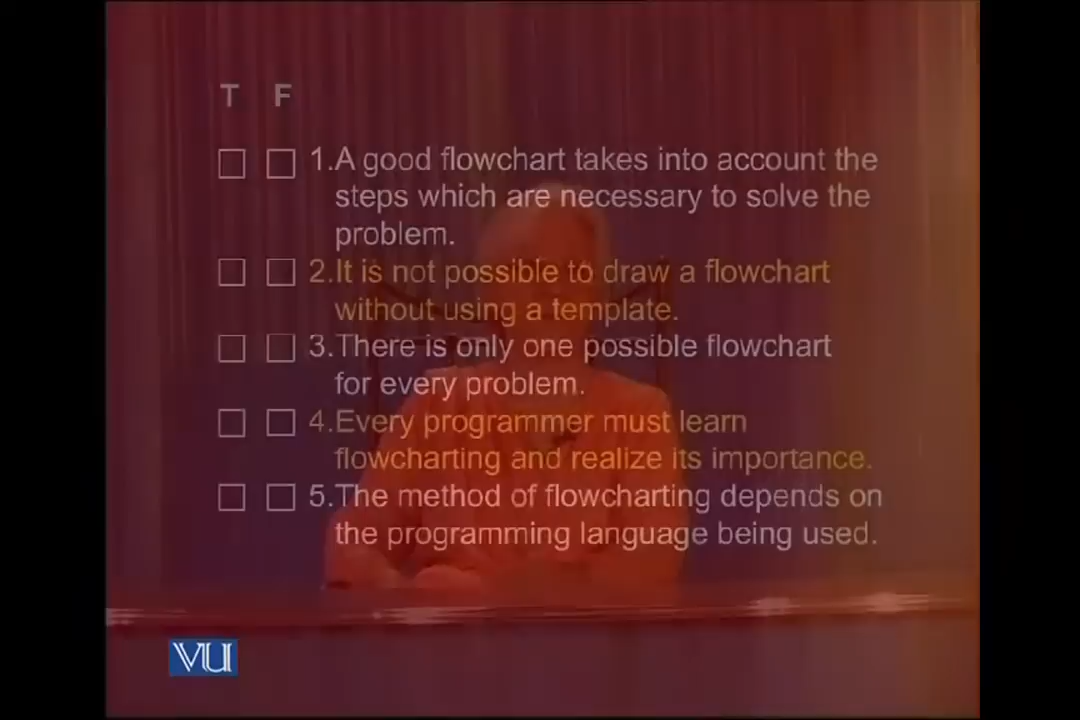 T F
1.A good flowchart takes into account the
steps which are necessary to solve the
problem.
2.It is not possible to draw a flowchart
without using a template.
3.There is only one possible flowchart
for every problem.
4.Every programmer must learn
flowcharting and realize its importance.
5.The method of flowcharting depends on
the programming language being used.
VU